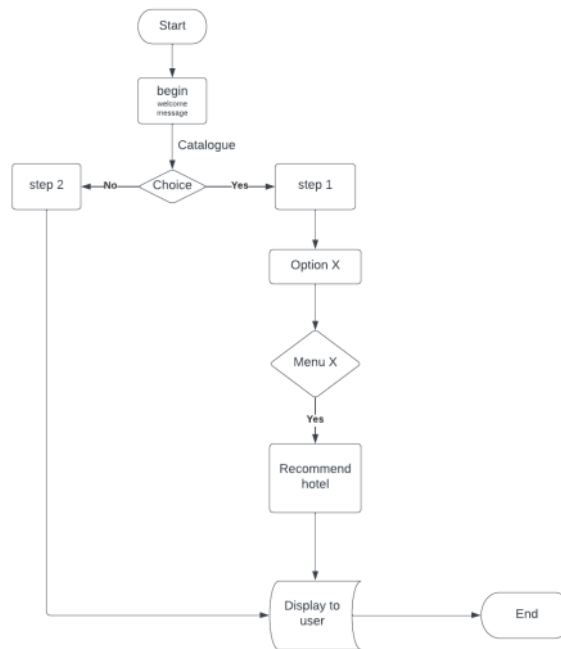 Start
begin
welcome
message
Catalogue
step 2
No
Choice
Yes
step 1
Option X
Menu X
Yes
Recommend
hotel
Display to
user
End